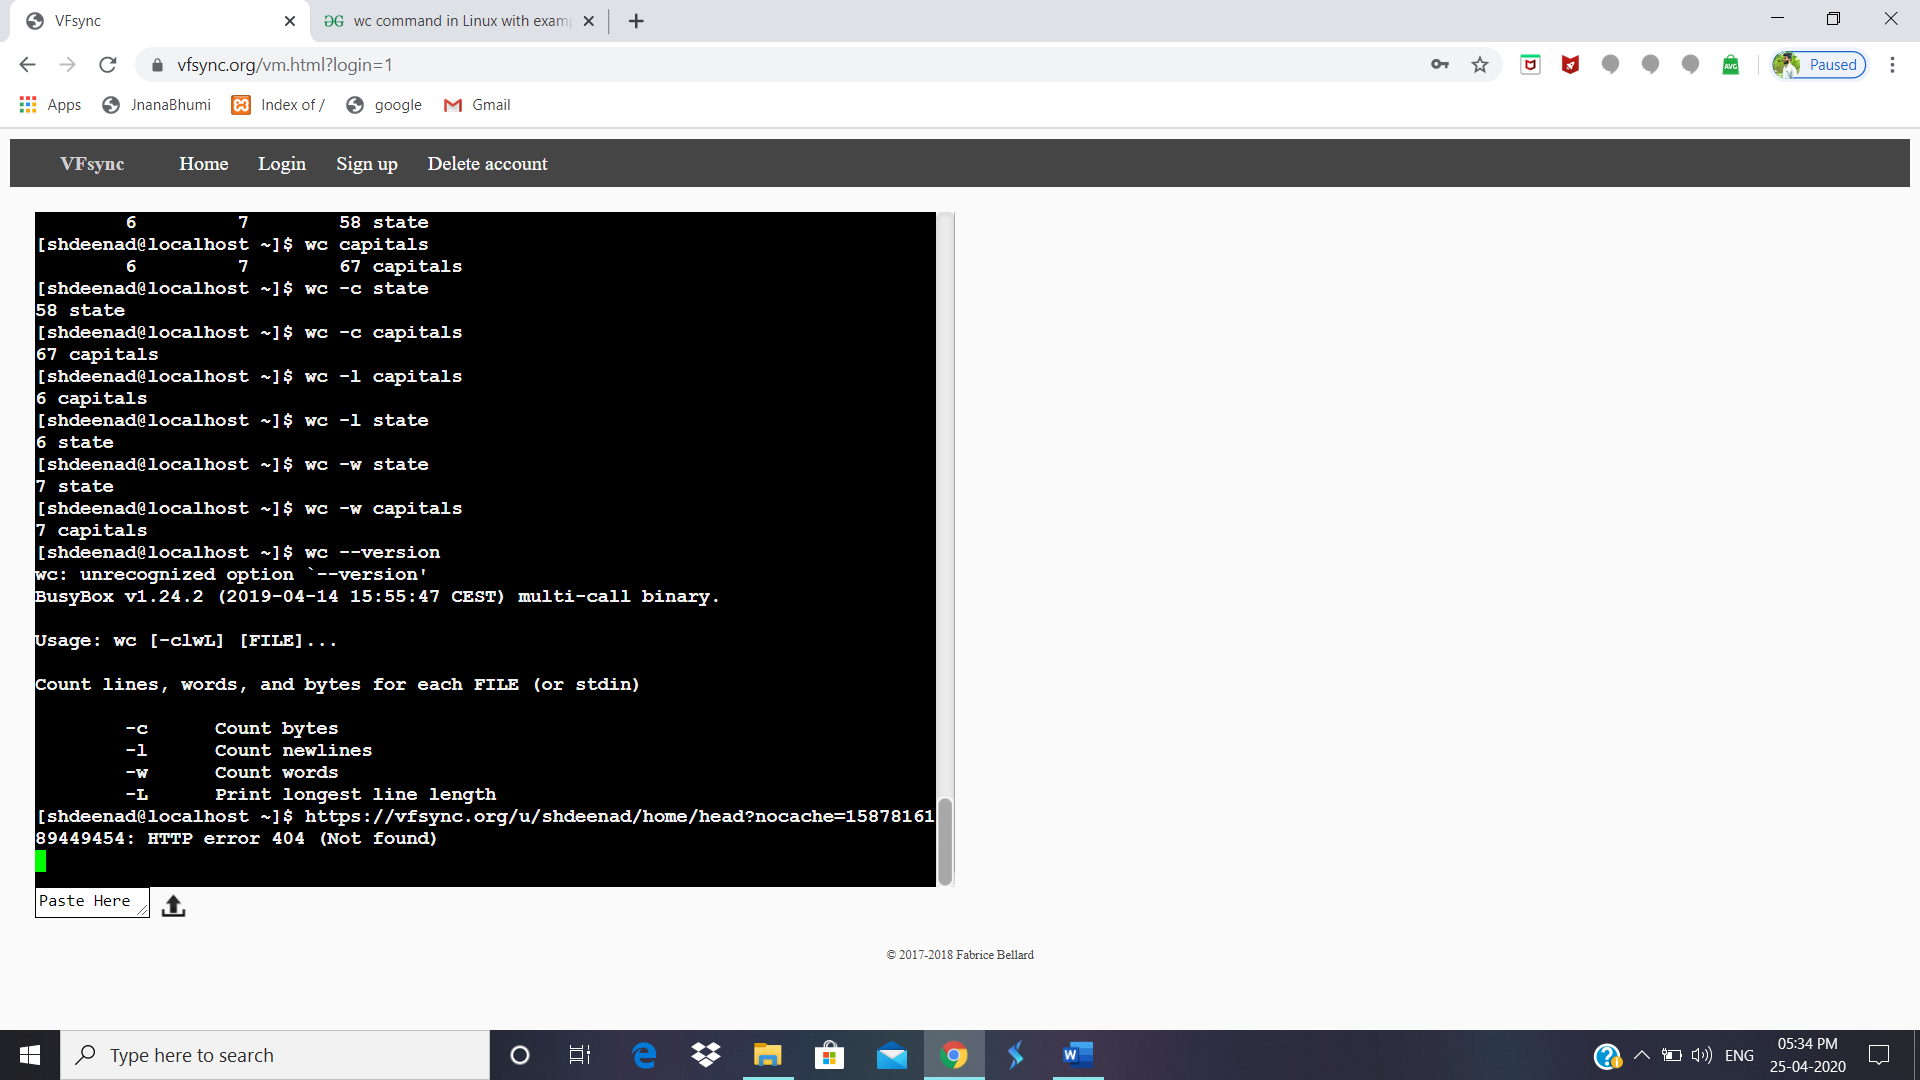 VFsync
wc command in Linux with exam
vfsync.org/vm.html?login=1
Paused
Apps JnanaBhumi Index of / google Gmail
VFsync Home Login Sign up Delete account
6 7 58 state
[shdeenad@localhost ~]$ wc capitals
6 7 67 capitals
[shdeenad@localhost ~]$ wc -c state
58 state
[shdeenad@localhost ~]$ wc -c capitals
67 capitals
[shdeenad@localhost ~]$ wc -l capitals
6 capitals
[shdeenad@localhost ~]$ wc -l state
6 state
[shdeenad@localhost ~]$ wc -w state
7 state
[shdeenad@localhost ~]$ wc -w capitals
7 capitals
[shdeenad@localhost ~]$ wc --version
wc: unrecognized option `--version'
BusyBox v1.24.2 (2019-04-14 15:55:47 CEST) multi-call binary.
Usage: wc [-clwL] [FILE]...
Count lines, words, and bytes for each FILE (or stdin)
-c Count bytes
-l Count newlines
-w Count words
-L Print longest line length
[shdeenad@localhost ~]$ https://vfsync.org/u/shdeenad/home/head?nocache=15878161
89449454: HTTP error 404 (Not found)
Paste Here
© 2017-2018 Fabrice Bellard
Type here to search
ENG
05:34 PM
25-04-2020